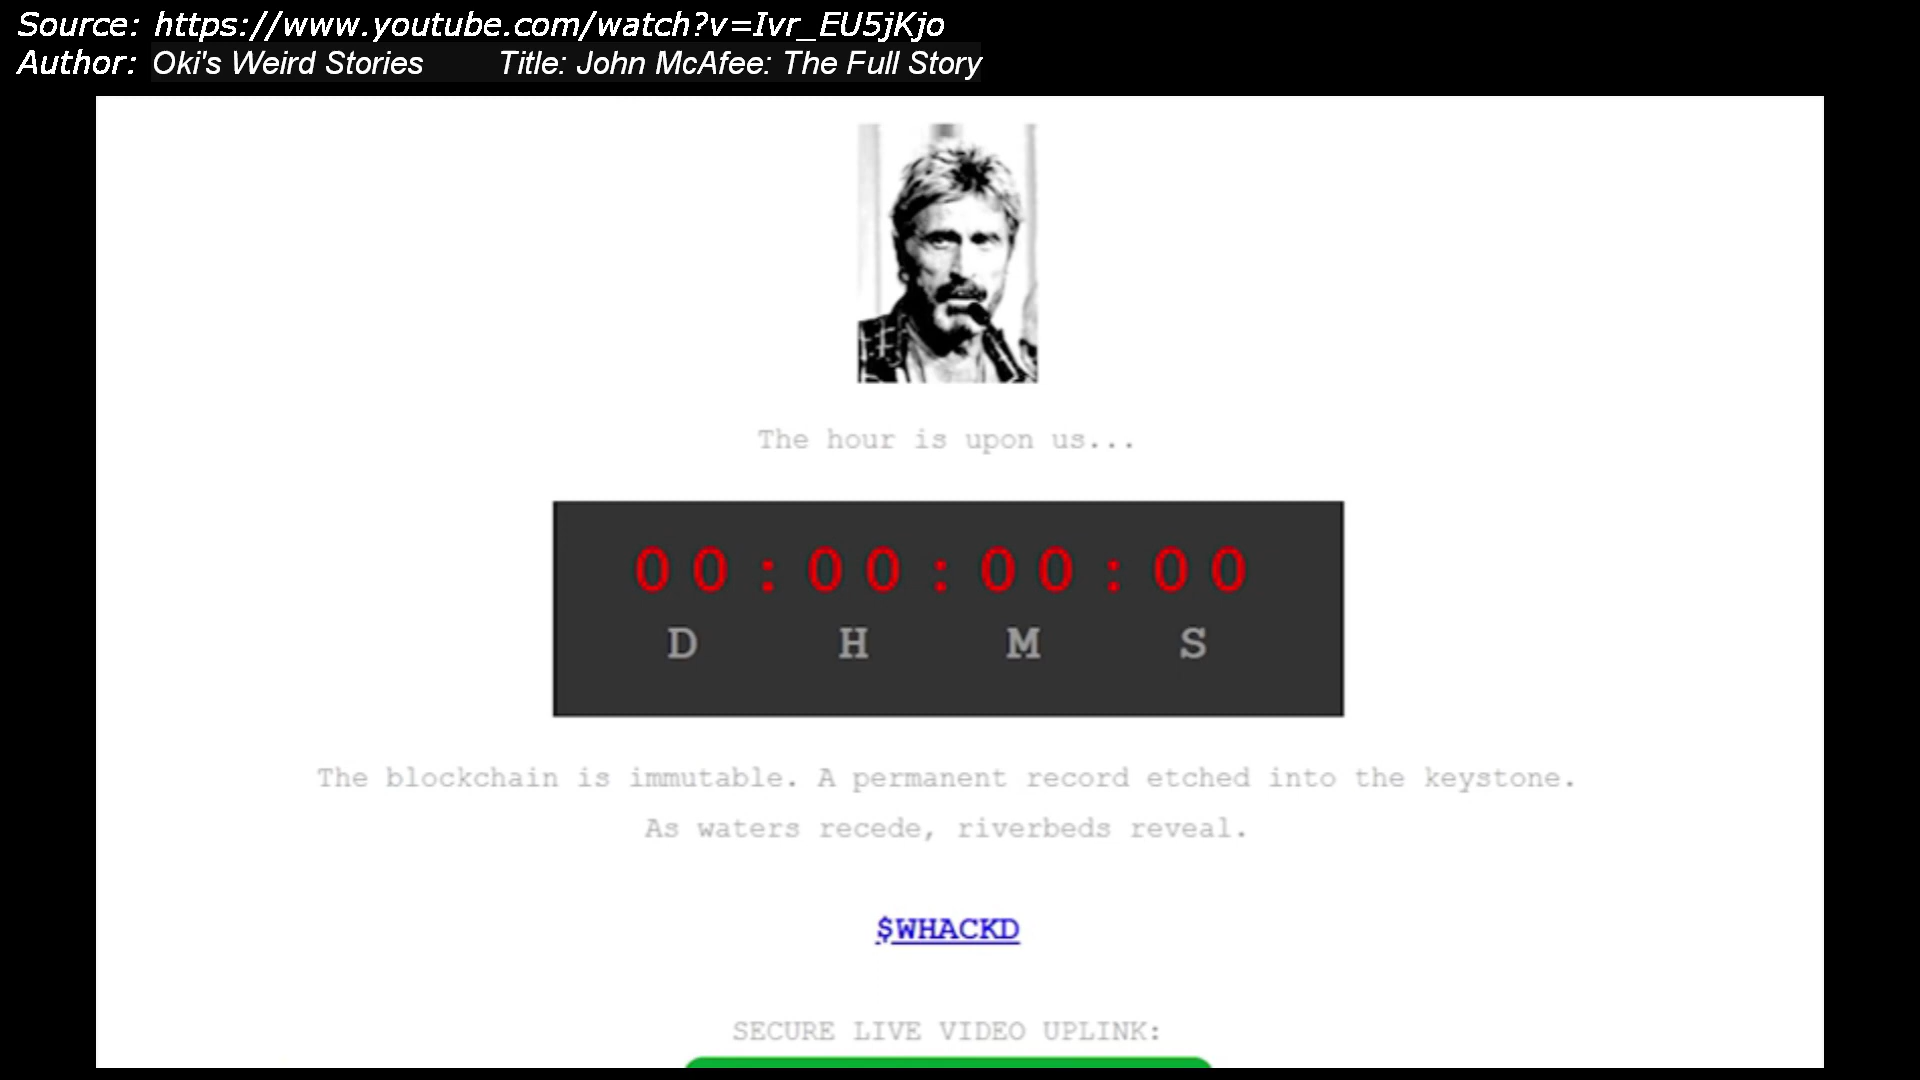 Source: https://www.youtube.com/watch?v=Ivr_EU5jKjo
Author: Oki's Weird Stories Title: John McAfee: The Full Story
The hour is upon us...
00:00:00:00
D H M S
The blockchain is immutable. A permanent record etched into the keystone.
As waters recede, riverbeds reveal.
$WHACKD
SECURE LIVE VIDEO UPLINK: